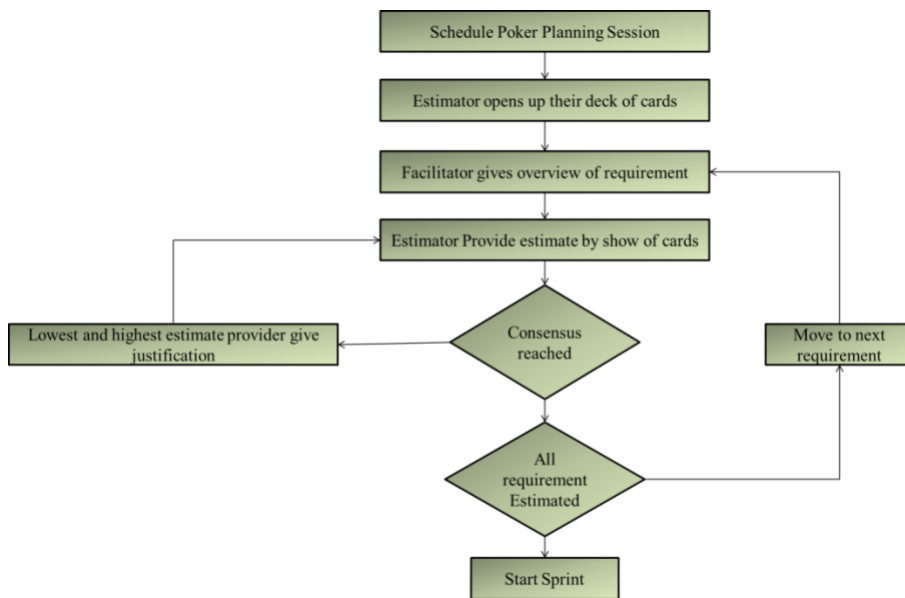 Schedule Poker Planning Session
Estimator opens up their deck of cards
Facilitator gives overview of requirement
Estimator Provide estimate by show of cards
Lowest and highest estimate provider give
justification
Consensus
reached
Move to next
requirement
All
requirement
Estimated
Start Sprint